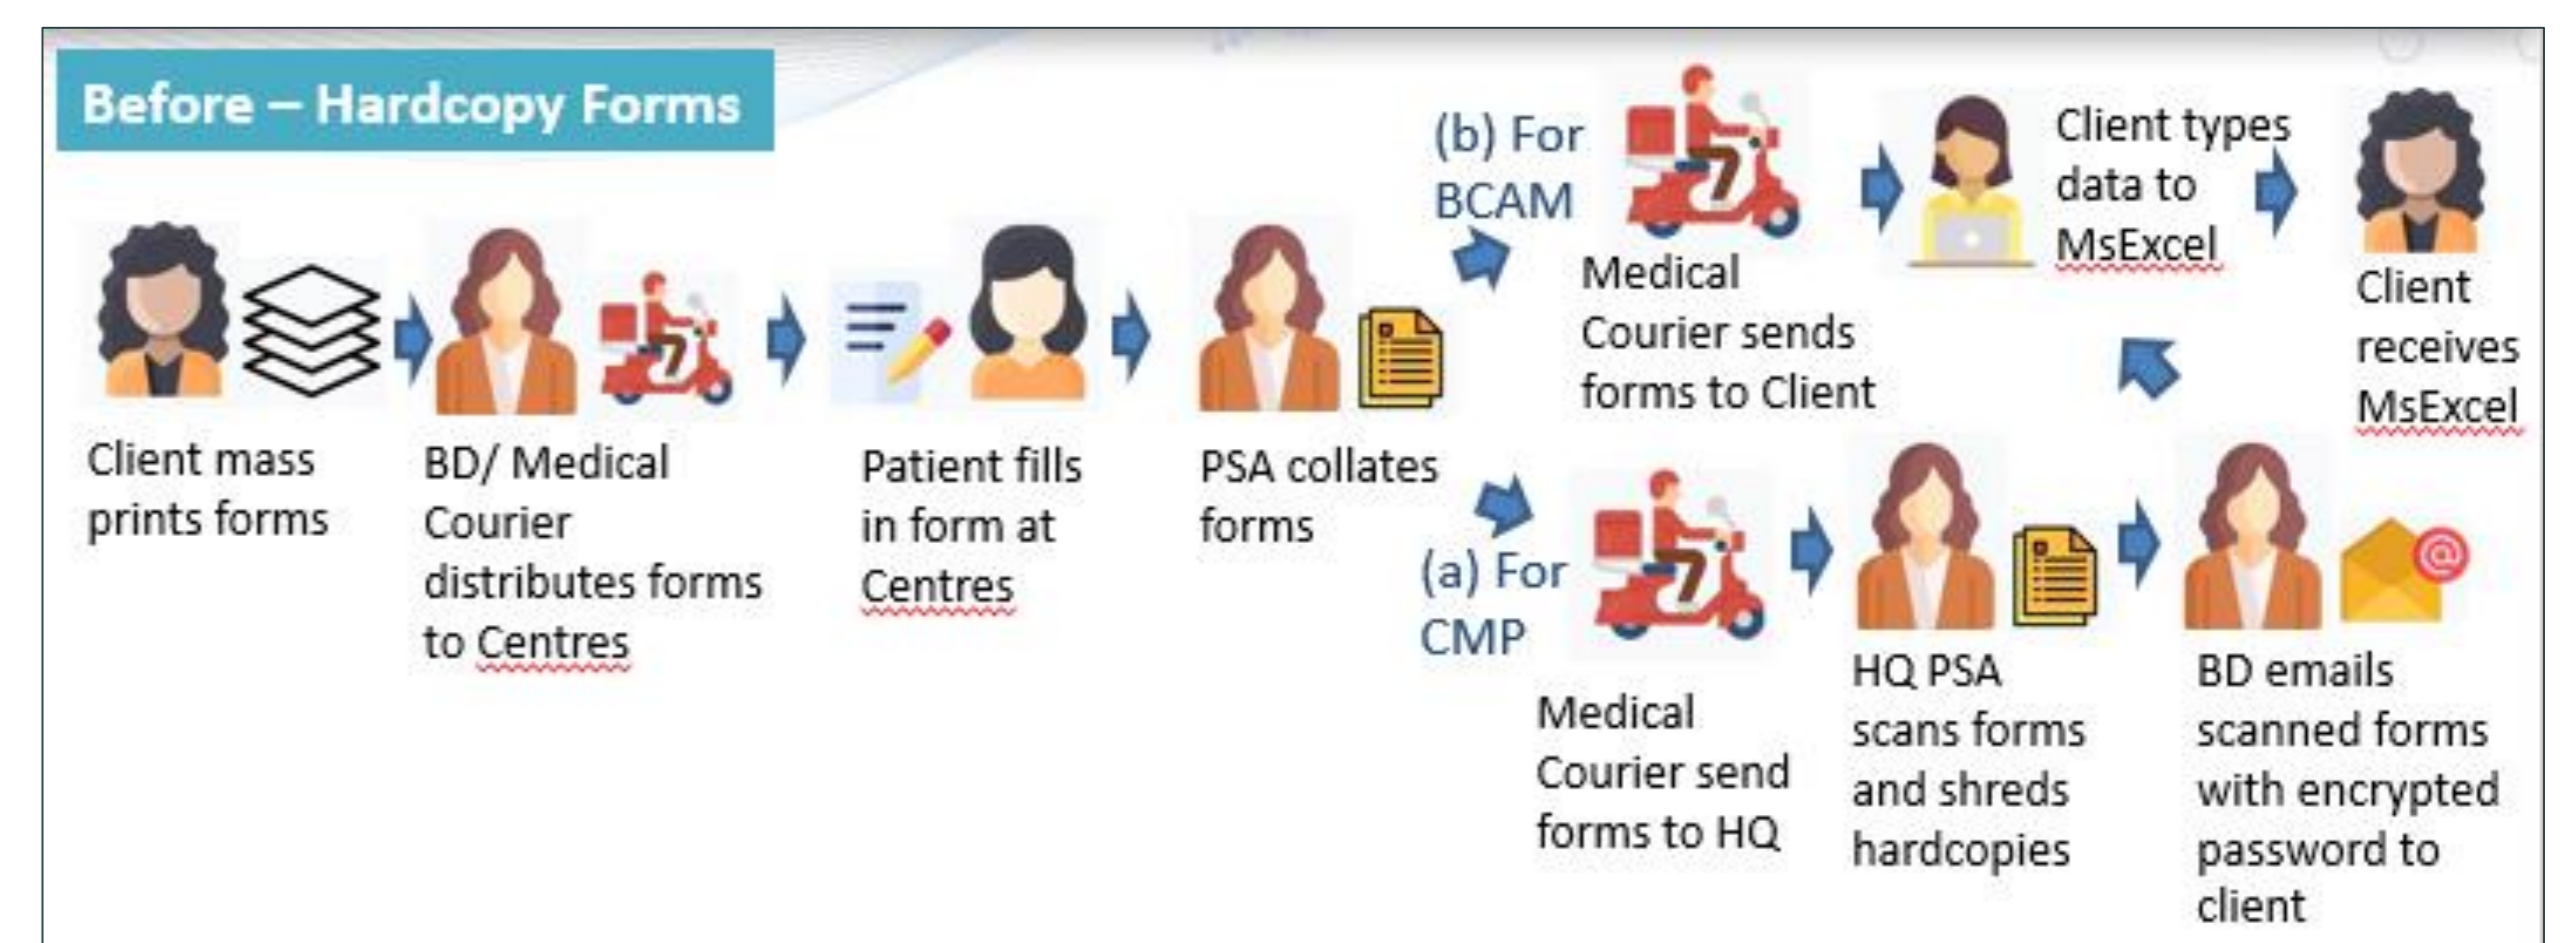 Before – Hardcopy Forms
Client mass
prints forms
BD/ Medical
Courier
distributes forms
to Centres
Patient fills
in form at
Centres
PSA collates
forms
(b) For
BCAM
Medical
Courier sends
forms to Client
Client types
data to
MsExcel
Client
receives
MsExcel
(a) For
CMP
Medical
Courier send
forms to HQ
HQ PSA
scans forms
and shreds
hardcopies
BD emails
scanned forms
with encrypted
password to
client
@